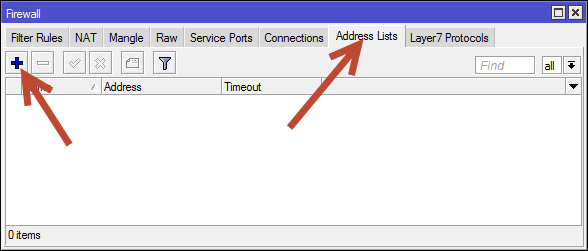 Firewall
Filter Rules NAT Mangle Raw Service Ports Connections Address Lists Layer7 Protocols
Find all
Address Timeout
0 items